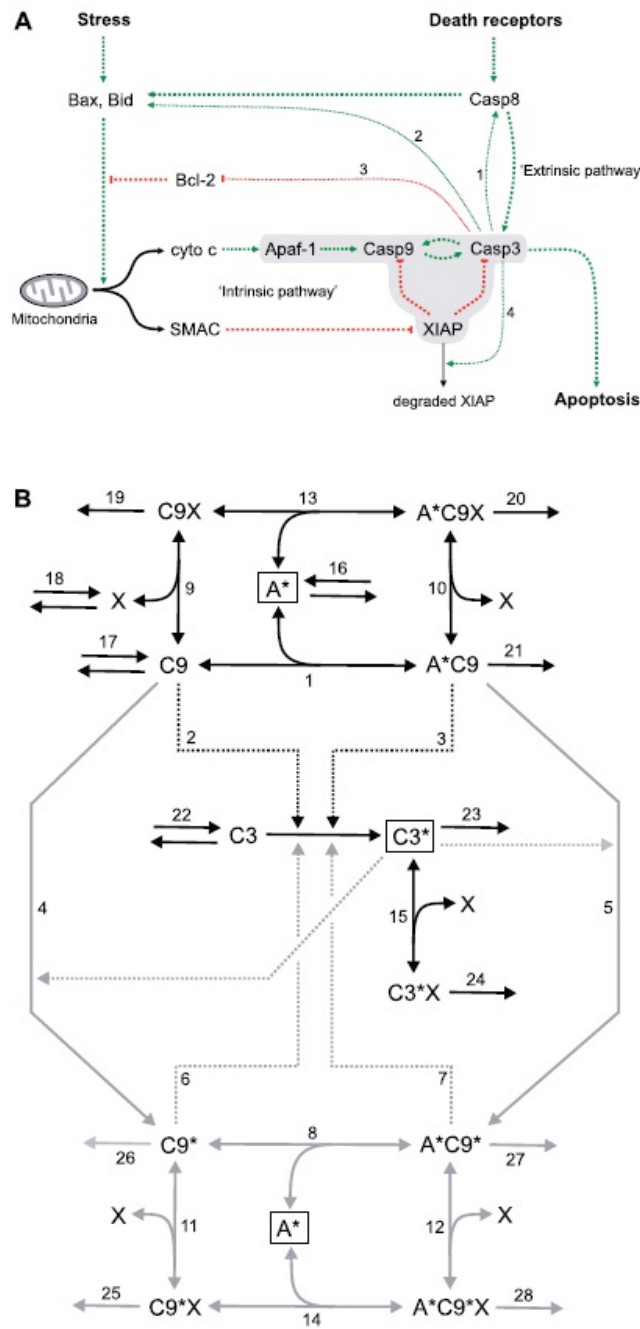 A
Stress Death receptors
Bax, Bid Casp8
2
1 'Extrinsic pathway'
Bcl-2 3
cyto c Apaf-1 Casp9 Casp3
Mitochondria 'Intrinsic pathway' 4
SMAC XIAP
degraded XIAP Apoptosis
B
19 C9X 13 A*C9X 20
18 X 9 A* 16 10 X
17 C9 1 A*C9 21
2 3
22 C3 C3* 23
4 15 X 5
C3*X 24
6 7
26 C9* 8 A*C9* 27
X 11 A* 12 X
25 C9*X 14 A*C9*X 28